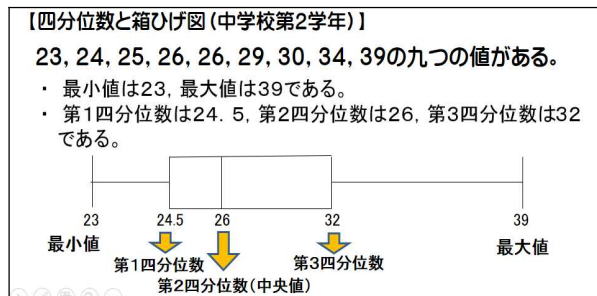 【四分位数と箱ひげ図(中学校第2学年)】
23, 24, 25, 26, 26, 29, 30, 34, 39の九つの値がある。
・ 最小値は23, 最大値は39である。
・ 第1四分位数は24. 5, 第2四分位数は26, 第3四分位数は32
である。
23 24.5 26 32 39
最小値 最大値
第1四分位数 第3四分位数
第2四分位数(中央値)